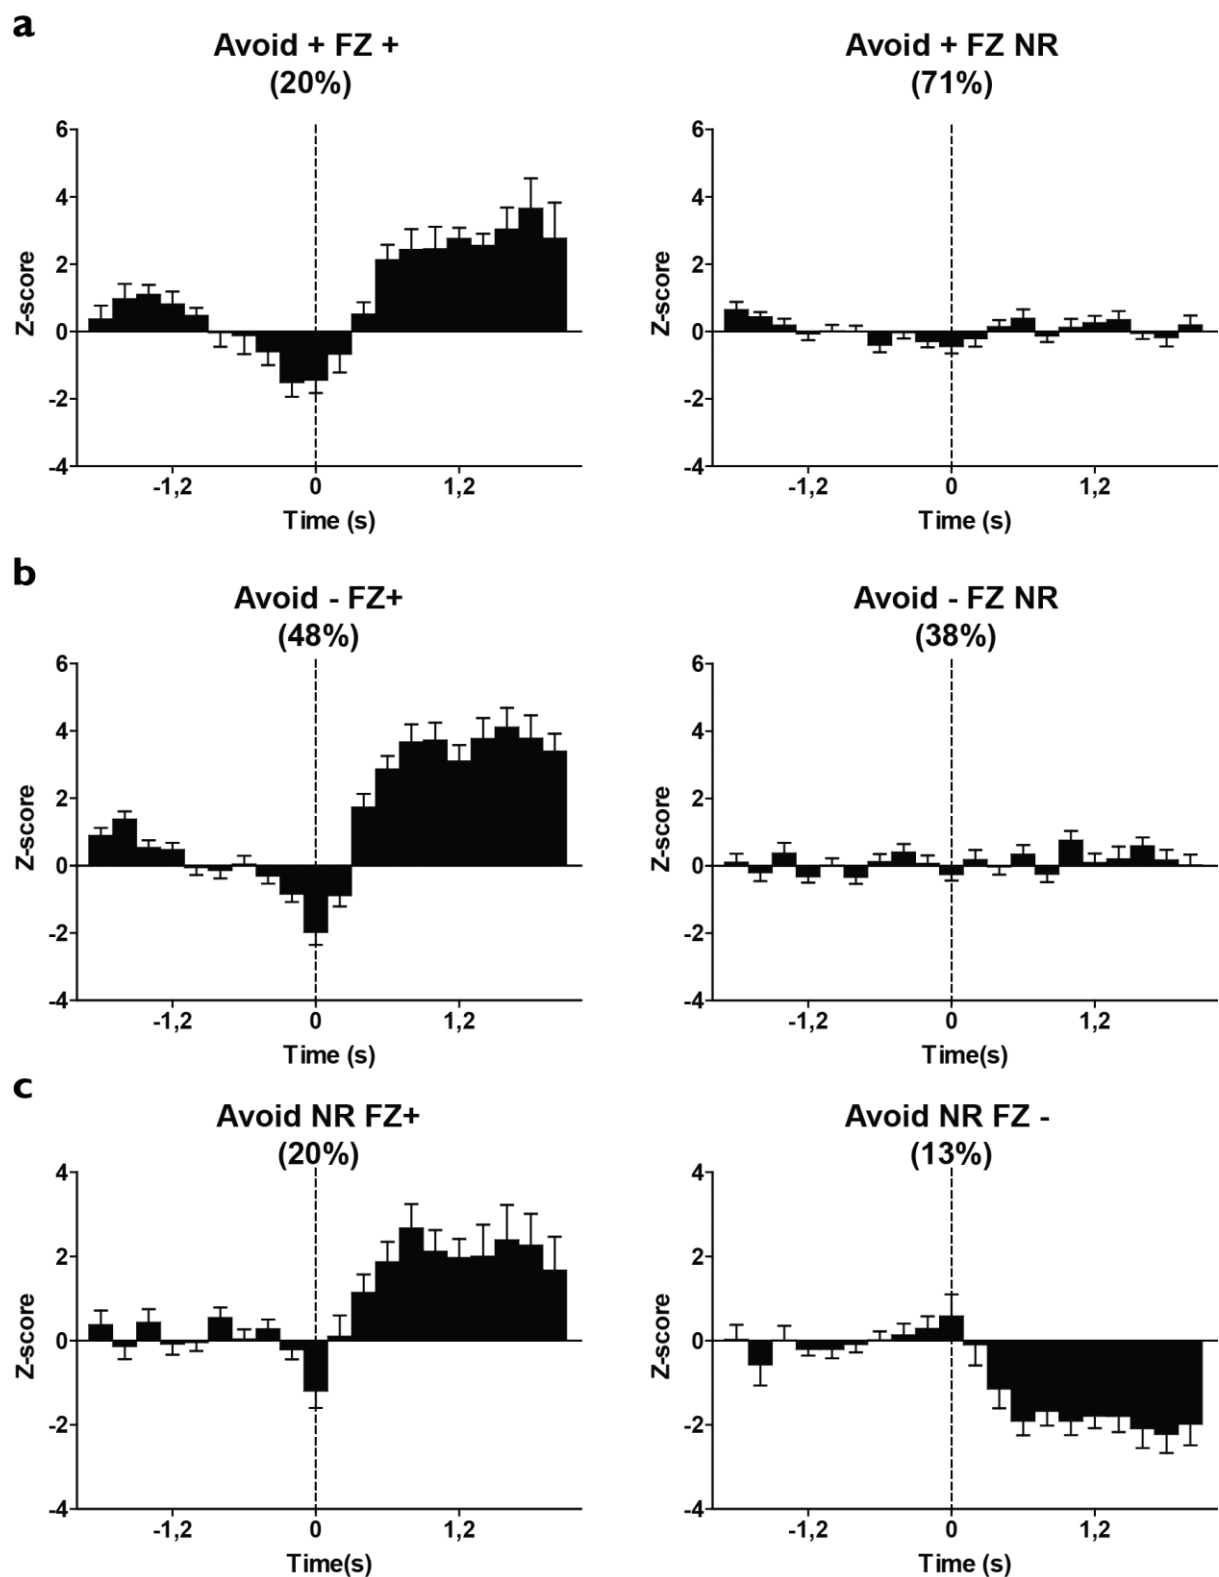 a
Avoid + FZ +
(20%)
6
4
2
0
-2
-4
Z-score
-1,2
0
1,2
Time (s)
Avoid + FZ NR
(71%)
6
4
2
0
-2
-4
Z-score
-1,2
0
1,2
Time (s)
b
Avoid - FZ+
(48%)
6
4
2
0
-2
-4
Z-score
-1,2
0
1,2
Time (s)
Avoid - FZ NR
(38%)
6
4
2
0
-2
-4
Z-score
-1,2
0
1,2
Time(s)
c
Avoid NR FZ+
(20%)
4
2
0
-2
-4
Z-score
-1,2
0
1,2
Time(s)
Avoid NR FZ -
(13%)
4
2
0
-2
-4
Z-score
-1,2
0
1,2
Time (s)